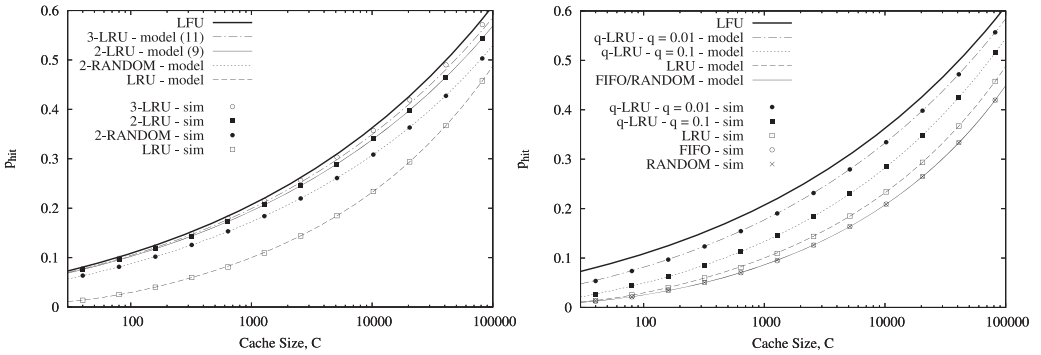 0.6
0.5
0.4
0.3
0.2
0.1
0
Phit
LFU
3-LRU - model (11)
2-LRU - model (9)
2-RANDOM - model
LRU - model
3-LRU - sim
2-LRU - sim
2-RANDOM - sim
LRU - sim
100
1000
10000
100000
Cache Size, C
0.6
0.5
0.4
0.3
0.2
0.1
0
Phit
LFU
q-LRU - q = 0.01 - model
q-LRU - q = 0.1 - model
LRU - model
FIFO/RANDOM - model
q-LRU - q = 0.01 - sim
q-LRU - q = 0.1 - sim
LRU - sim
FIFO - sim
RANDOM - sim
100
1000
10000
100000
Cache Size, C